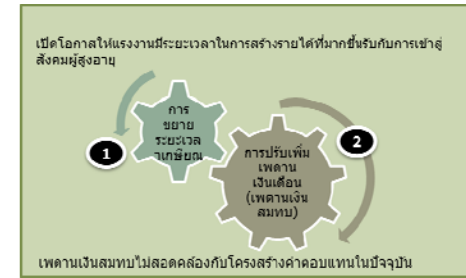 เปิดโอกาสให้แรงงานมีระยะเวลาในการสร้างรายได้ที่มากขึ้นรับกับการเข้าสู่
สังคมผู้สูงอายุ
การ
ขยาย
ระยะเวล
าเกษียณ
1
2
การปรับเพิ่ม
เพดาน
เงินเดือน
(เพดานเงิน
สมทบ)
เพดานเงินสมทบไม่สอดคล้องกับโครงสร้างค่าตอบแทนในปัจจุบัน